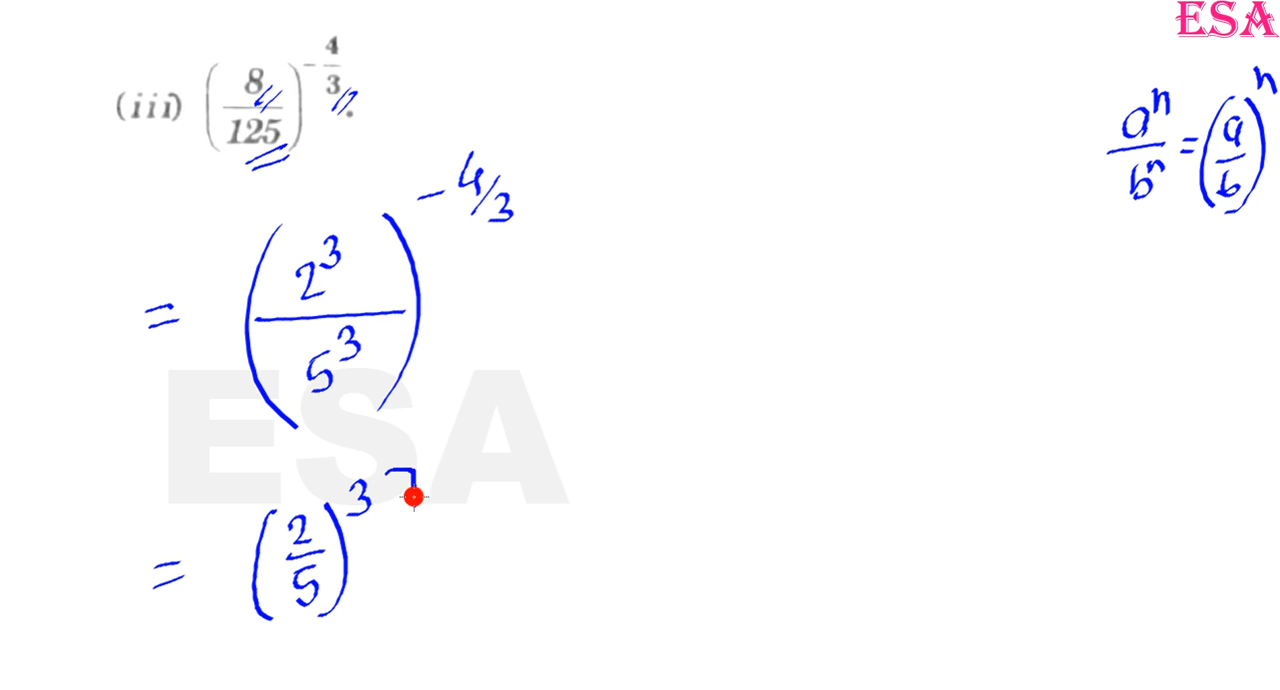 ESA
(iii) (8/125)^-4/3.
a^n/b^n = (a/b)^n
= (2^3/5^3)^-4/3
ESA
= (2/5)^3